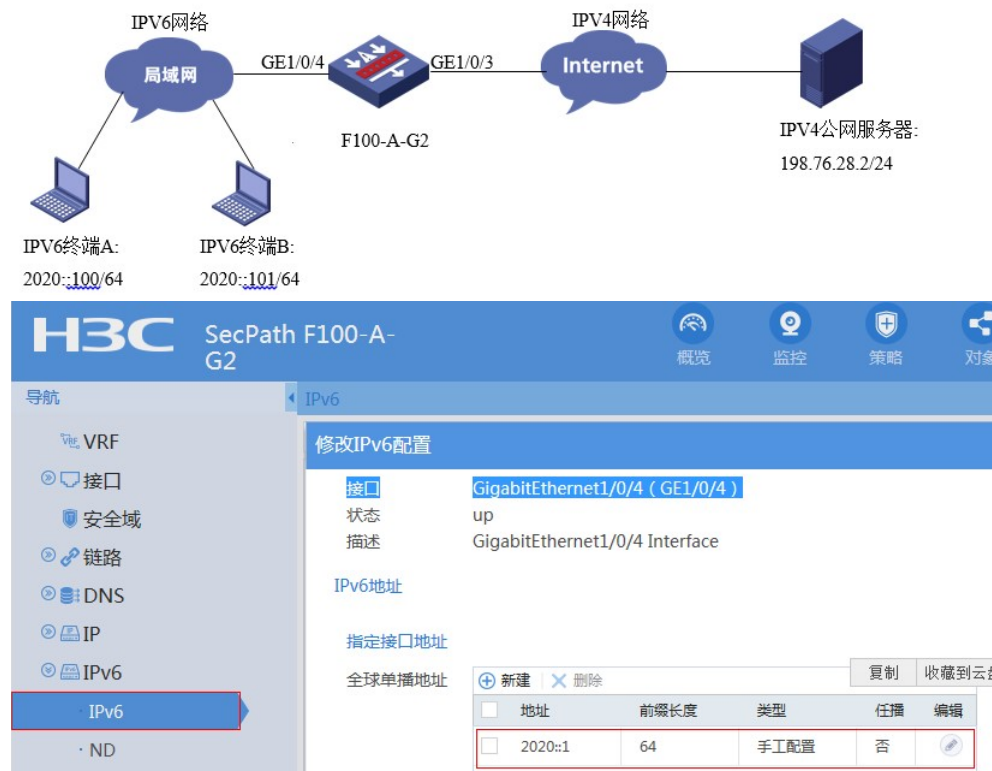 IPV6网络
IPV4网络
局域网
GE1/0/4
GE1/0/3
Internet
F100-A-G2
IPV4公网服务器:
198.76.28.2/24
IPV6终端A:
IPV6终端B:
2020::100/64
2020::101/64
H3C
SecPath F100-A-
G2
概览
监控
策略
对象
导航
IPv6
VRF
修改IPv6配置
接口
接口
GigabitEthernet1/0/4（GE1/0/4）
安全域
状态
up
描述
GigabitEthernet1/0/4 Interface
链路
IPv6地址
DNS
IP
指定接口地址
IPv6
全球单播地址
新建
删除
复制
收藏到云盘
IPv6
地址
前缀长度
类型
任播
编辑
ND
2020::1
64
手工配置
否